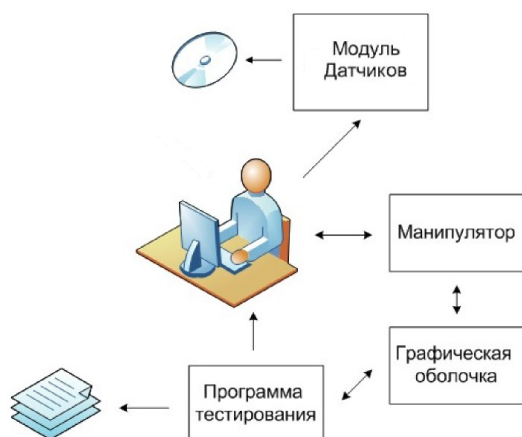 Модуль
Датчиков
Манипулятор
Графическая
оболочка
Программа
тестирования